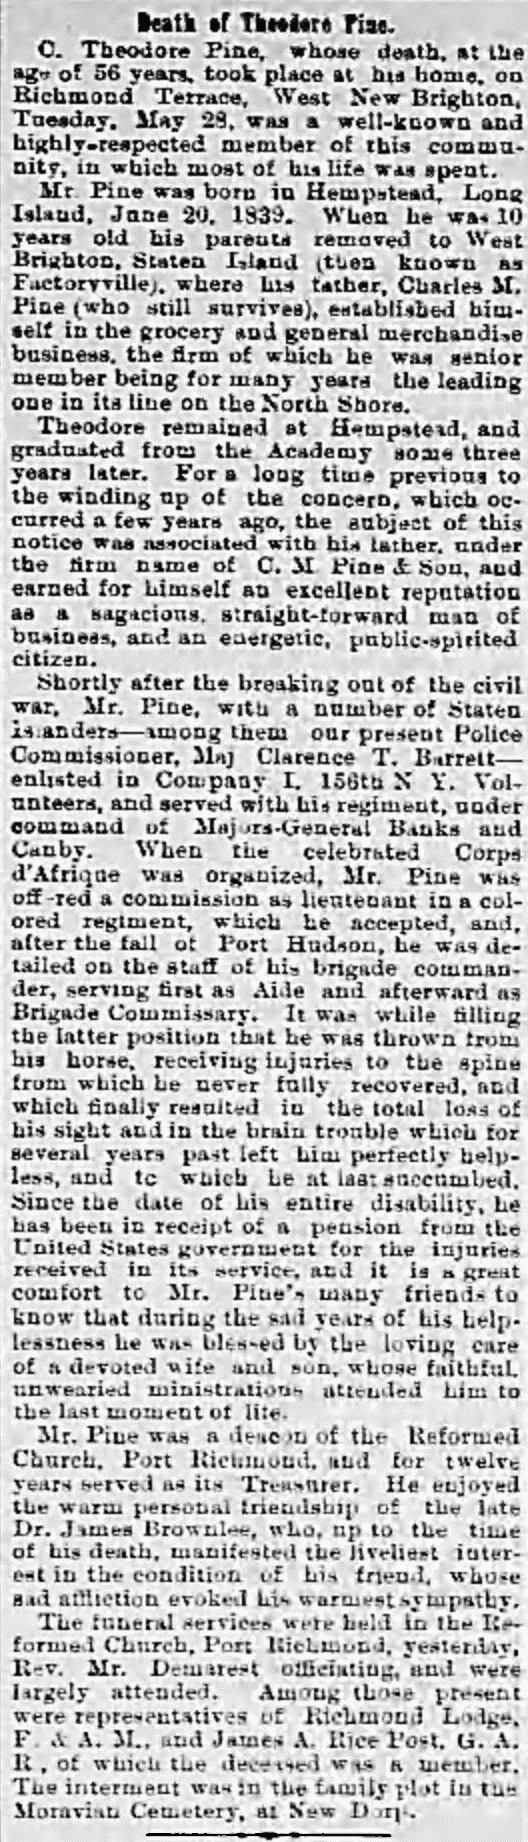 Death of Theodore Pine.
C. Theodore Pine, whose death, at the
age of 56 years, took place at his home, on
Richmond Terrace, West New Brighton,
Tuesday, May 28, was a well-known and
highly-respected member of this commu-
nity, in which most of his life was spent.
Mr. Pine was born in Hempstead, Long
Island, June 20, 1839. When he was 10
years old his parents removed to West
Brighton, Staten Island (then known as
Factoryville), where his father, Charles M.
Pine (who still survives), established him-
self in the grocery and general merchandise
business, the firm of which he was senior
member being for many years the leading
one in its line on the North Shore.
Theodore remained at Hempstead, and
graduated from the Academy some three
years later. For a long time previous to
the winding up of the concern, which oc-
curred a few years ago, the subject of this
notice was associated with his father, under
the firm name of C. M. Pine & Son, and
earned for himself an excellent reputation
as a sagacious, straight-forward man of
business, and an energetic, public-spirited
citizen.
Shortly after the breaking out of the civil
war, Mr. Pine, with a number of Staten
Islanders—among them our present Police
Commissioner, Maj Clarence T. Barrett—
enlisted in Company I, 156th N Y. Vol-
unteers, and served with his regiment, under
command of Majors-General Banks and
Canby. When the celebrated Corps
d'Afrique was organized, Mr. Pine was
offered a commission as lieutenant in a col-
ored regiment, which he accepted, and,
after the fall of Port Hudson, he was de-
tailed on the staff of his brigade comman-
der, serving first as Aide and afterward as
Brigade Commissary. It was while filling
the latter position that he was thrown from
his horse, receiving injuries to the spine
from which he never fully recovered, and
which finally resulted in the total loss of
his sight and in the brain trouble which for
several years past left him perfectly help-
less, and to which he at last succumbed.
Since the date of his entire disability, he
has been in receipt of a pension from the
United States government for the injuries
received in its service, and it is a great
comfort to Mr. Pine's many friends to
know that during the sad years of his help-
lessness he was blessed by the loving care
of a devoted wife and son, whose faithful,
unwearied ministrations attended him to
the last moment of life.
Mr. Pine was a deacon of the Reformed
Church, Port Richmond, and for twelve
years served as its Treasurer. He enjoyed
the warm personal friendship of the late
Dr. James Brownlee, who, up to the time
of his death, manifested the liveliest inter-
est in the condition of his friend, whose
sad affliction evoked his warmest sympathy.
The funeral services were held in the Re-
formed Church, Port Richmond, yesterday,
Rev. Mr. Demarest officiating, and were
largely attended. Among those present
were representatives of Richmond Lodge,
F. & A. M., and James A. Rice Post, G. A.
R., of which the deceased was a member.
The interment was in the family plot in the
Moravian Cemetery, at New Dorp.